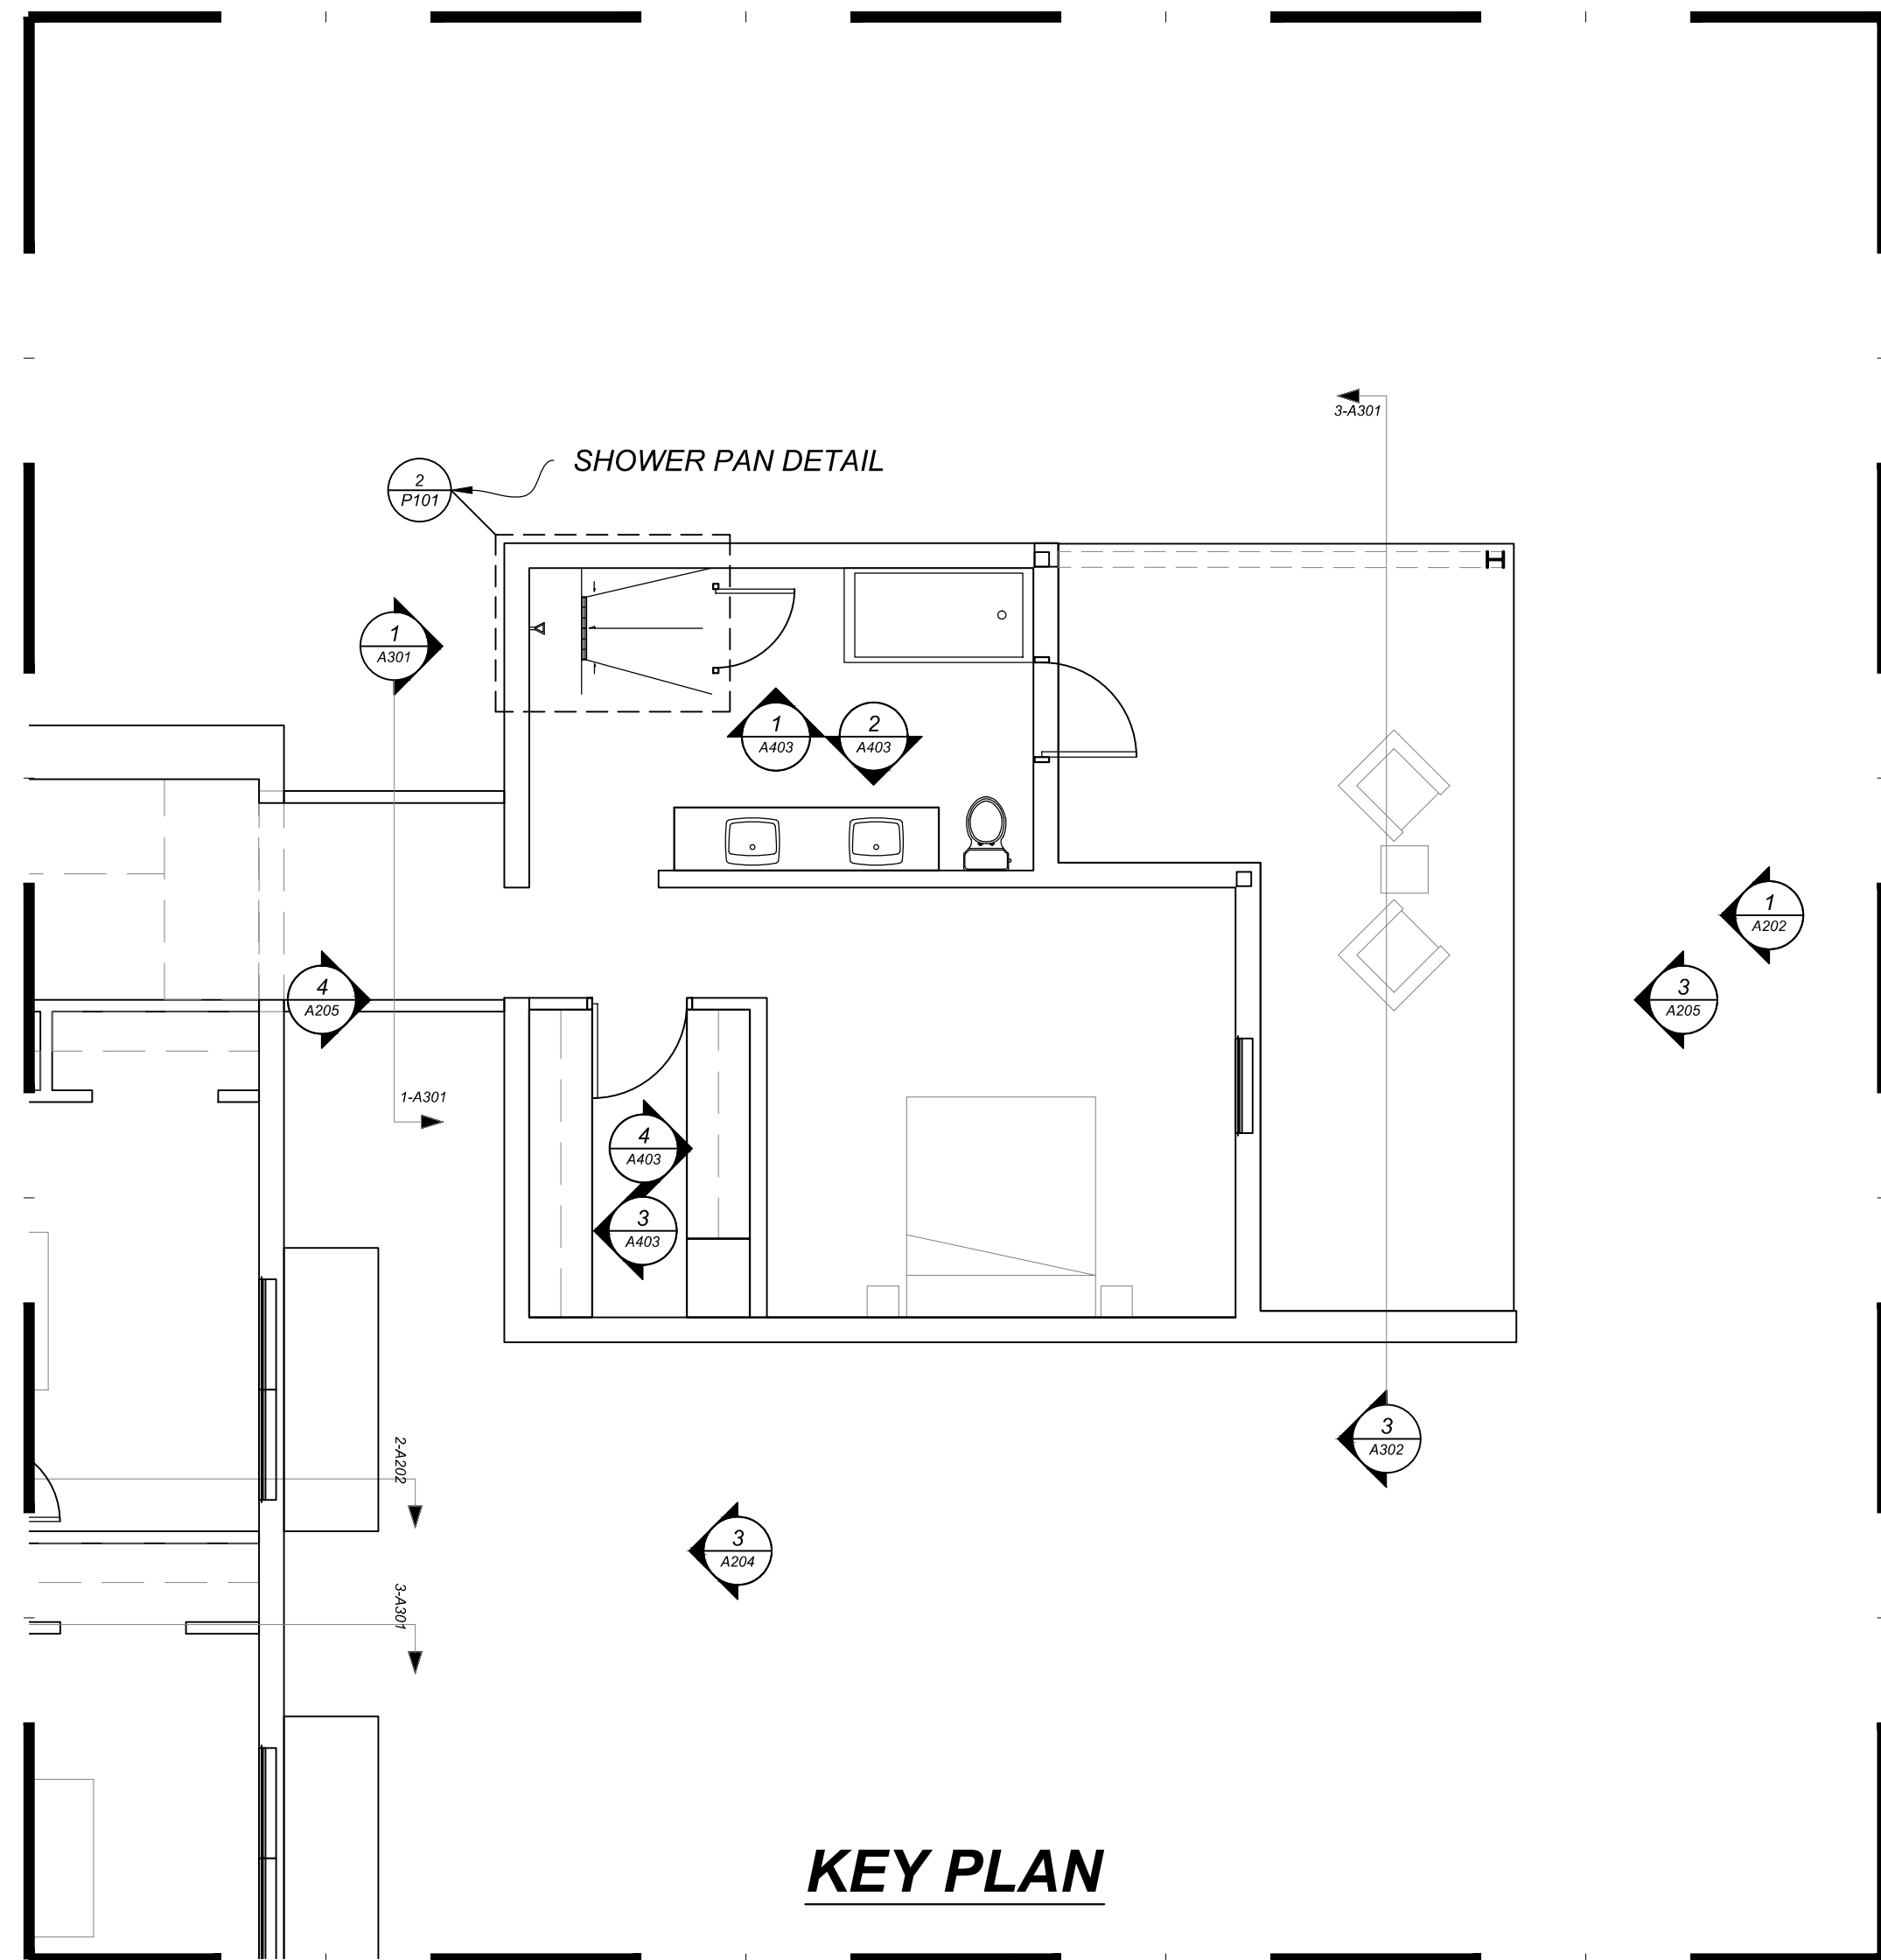 3-A301
SHOWER PAN DETAIL
2
P101
1
A301
1
A403
2
A403
1
A202
4
A205
3
A205
1-A301
4
A403
3
A403
3
A302
2-A202
3
A204
3-A301
KEY PLAN